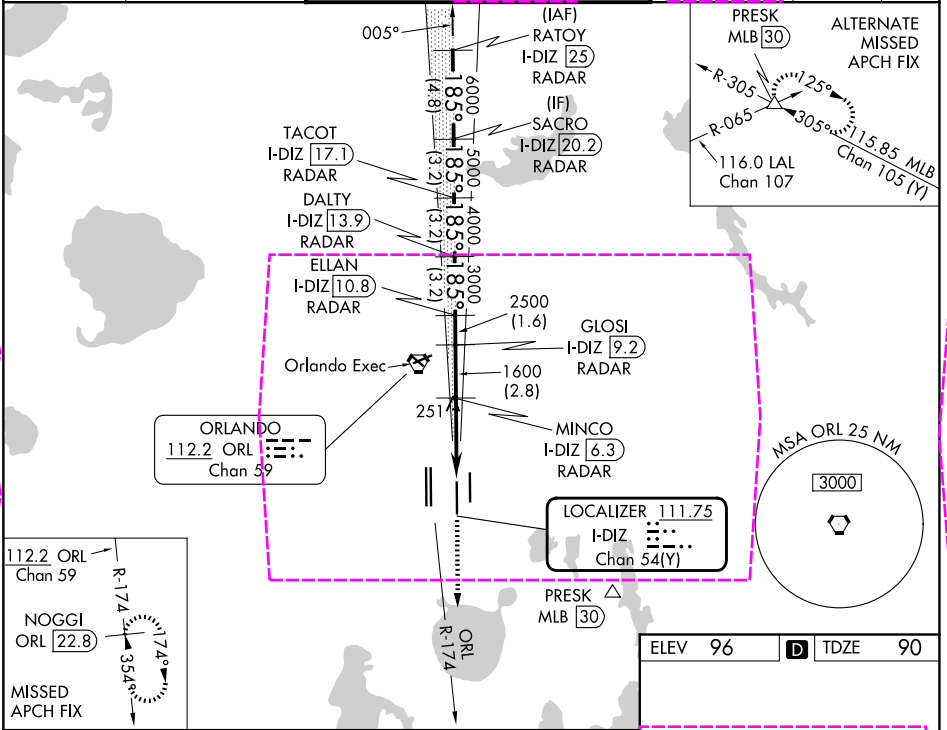 005°
(IAF)
RATOY
I-DIZ 25
RADAR
6000
(4.8)
185°
(IF)
SACRO
I-DIZ 20.2
RADAR
TACOT
I-DIZ 17.1
RADAR
5000
(3.2)
185°
DALTY
I-DIZ 13.9
RADAR
4000
(3.2)
185°
ELLAN
I-DIZ 10.8
RADAR
3000
(3.2)
185°
2500
(1.6)
GLOSI
I-DIZ 9.2
RADAR
Orlando Exec
1600
(2.8)
251
MINCO
I-DIZ 6.3
RADAR
ORLANDO
112.2 ORL
Chan 59
LOCALIZER 111.75
I-DIZ
Chan 54(Y)
PRESK
MLB 30
ORL
R-174
PRESK
MLB 30
ALTERNATE
MISSED
APCH FIX
R-305
125°
R-065
305°
115.85 MLB
Chan 105 (Y)
116.0 LAL
Chan 107
MSA ORL 25 NM
3000
112.2 ORL
Chan 59
R-174
NOGGI
ORL 22.8
174°
354°
MISSED
APCH FIX
ELEV 96 D TDZE 90